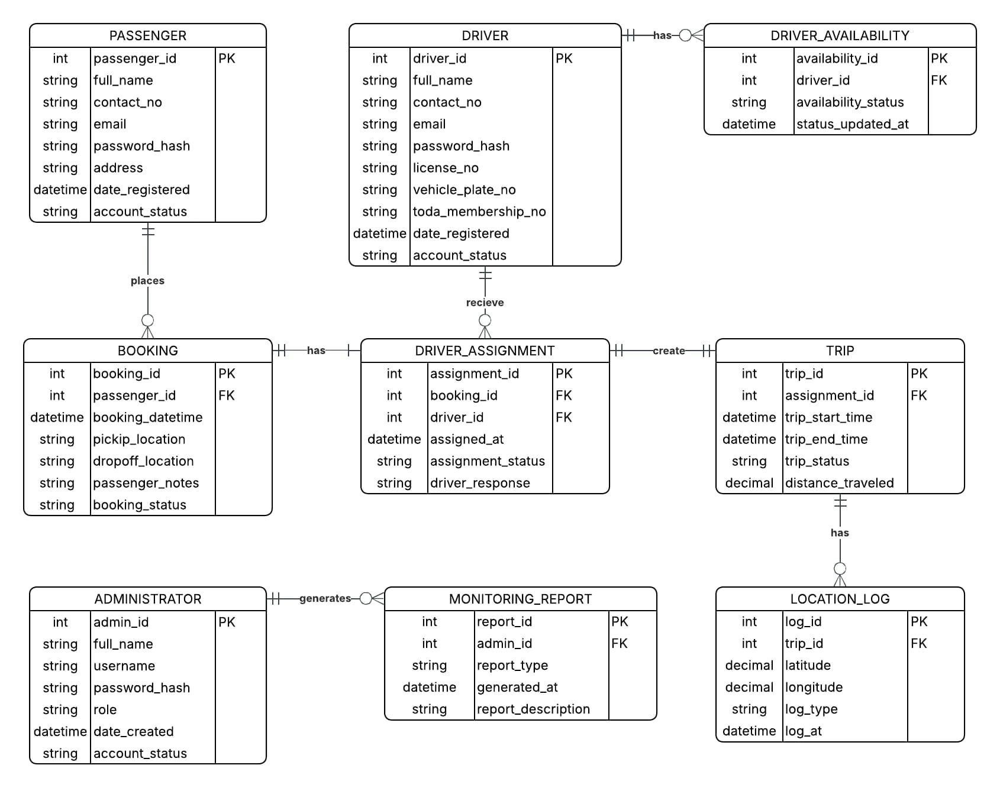 PASSENGER
int passenger_id PK
string full_name
string contact_no
string email
string password_hash
string address
datetime date_registered
string account_status
DRIVER
int driver_id PK
string full_name
string contact_no
string email
string password_hash
string license_no
string vehicle_plate_no
string toda_membership_no
datetime date_registered
string account_status
has
DRIVER_AVAILABILITY
int availability_id PK
int driver_id FK
string availability_status
datetime status_updated_at
places
recieve
BOOKING
int booking_id PK
int passenger_id FK
datetime booking_datetime
string pickip_location
string dropoff_location
string passenger_notes
string booking_status
has
DRIVER_ASSIGNMENT
int assignment_id PK
int booking_id FK
int driver_id FK
datetime assigned_at
string assignment_status
string driver_response
create
TRIP
int trip_id PK
int assignment_id FK
datetime trip_start_time
datetime trip_end_time
string trip_status
decimal distance_traveled
has
ADMINISTRATOR
int admin_id PK
string full_name
string username
string password_hash
string role
datetime date_created
string account_status
generates
MONITORING_REPORT
int report_id PK
int admin_id FK
string report_type
datetime generated_at
string report_description
LOCATION_LOG
int log_id PK
int trip_id FK
decimal latitude
decimal longitude
string log_type
datetime log_at